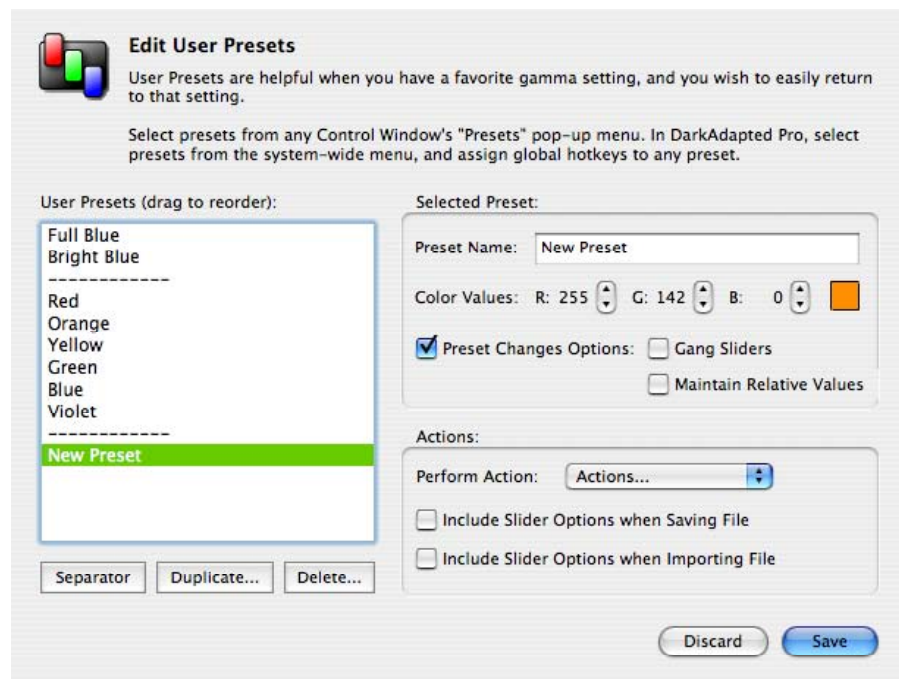 Edit User Presets
User Presets are helpful when you have a favorite gamma setting, and you wish to easily return
to that setting.
Select presets from any Control Window's "Presets" pop-up menu. In DarkAdapted Pro, select
presets from the system-wide menu, and assign global hotkeys to any preset.
User Presets (drag to reorder):
Full Blue
Bright Blue
------------
Red
Orange
Yellow
Green
Blue
Violet
------------
New Preset
Separator
Duplicate...
Delete...
Selected Preset:
Preset Name: New Preset
Color Values: R: 255 G: 142 B: 0
Preset Changes Options: Gang Sliders
Maintain Relative Values
Actions:
Perform Action: Actions...
Include Slider Options when Saving File
Include Slider Options when Importing File
Discard
Save